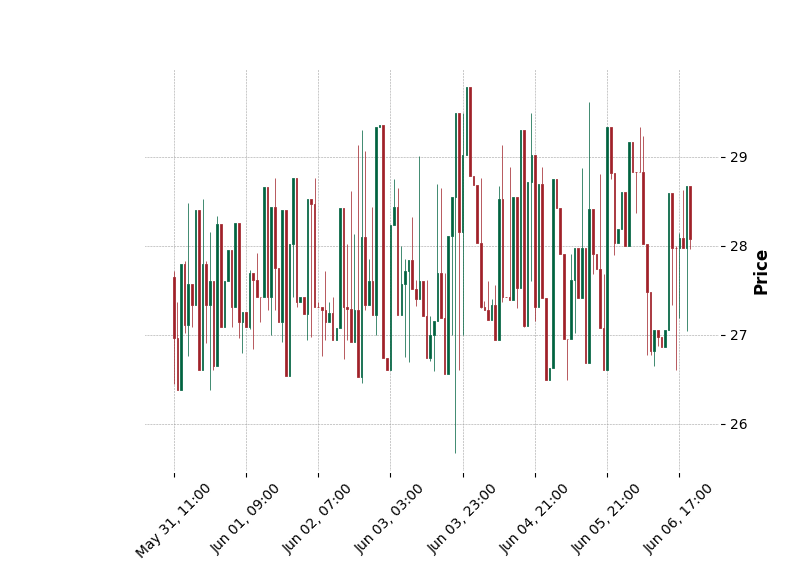 29
28
27
26
Price
May 31, 11:00
Jun 01, 09:00
Jun 02, 07:00
Jun 03, 03:00
Jun 03, 23:00
Jun 04, 21:00
Jun 05, 21:00
Jun 06, 17:00